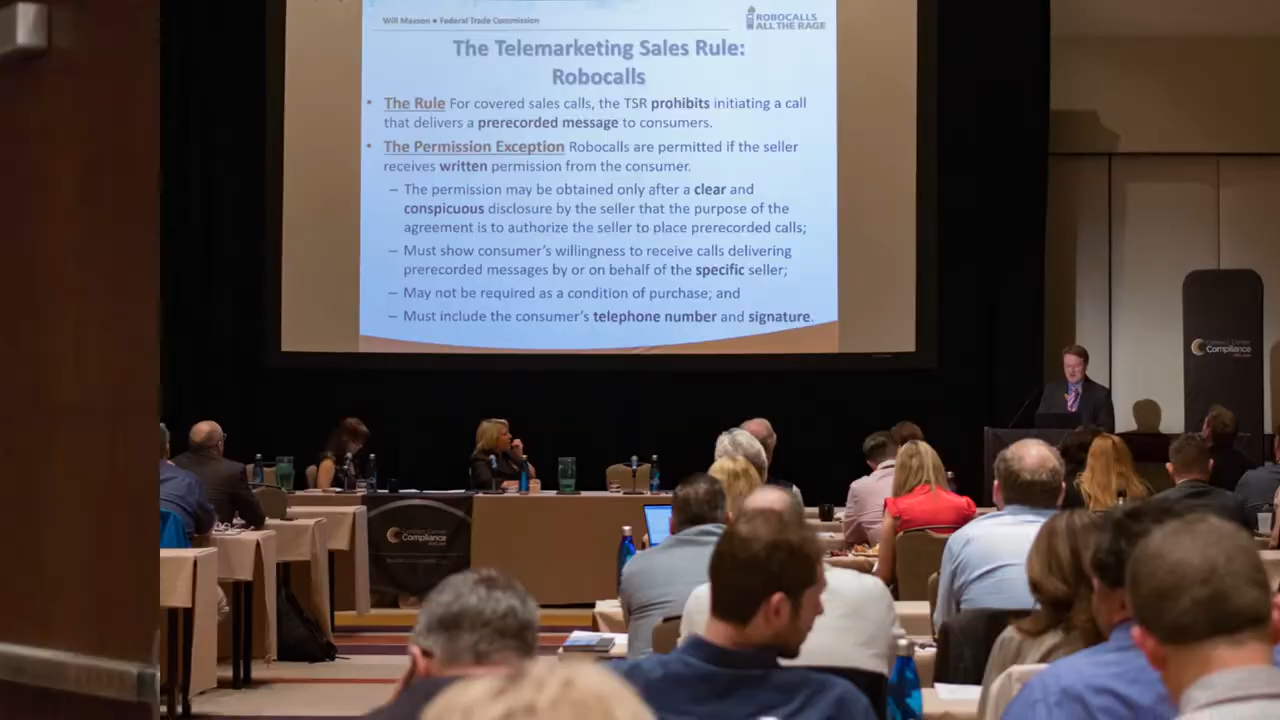 Will Maxson ● Federal Trade Commission
ROBOCALLS
ALL THE RAGE
The Telemarketing Sales Rule:
Robocalls
• The Rule For covered sales calls, the TSR prohibits initiating a call
that delivers a prerecorded message to consumers.
• The Permission Exception Robocalls are permitted if the seller
receives written permission from the consumer.
– The permission may be obtained only after a clear and
conspicuous disclosure by the seller that the purpose of the
agreement is to authorize the seller to place prerecorded calls;
– Must show consumer's willingness to receive calls delivering
prerecorded messages by or on behalf of the specific seller;
– May not be required as a condition of purchase; and
– Must include the consumer's telephone number and signature.
Contact Center
Compliance
Contact Center
Compliance